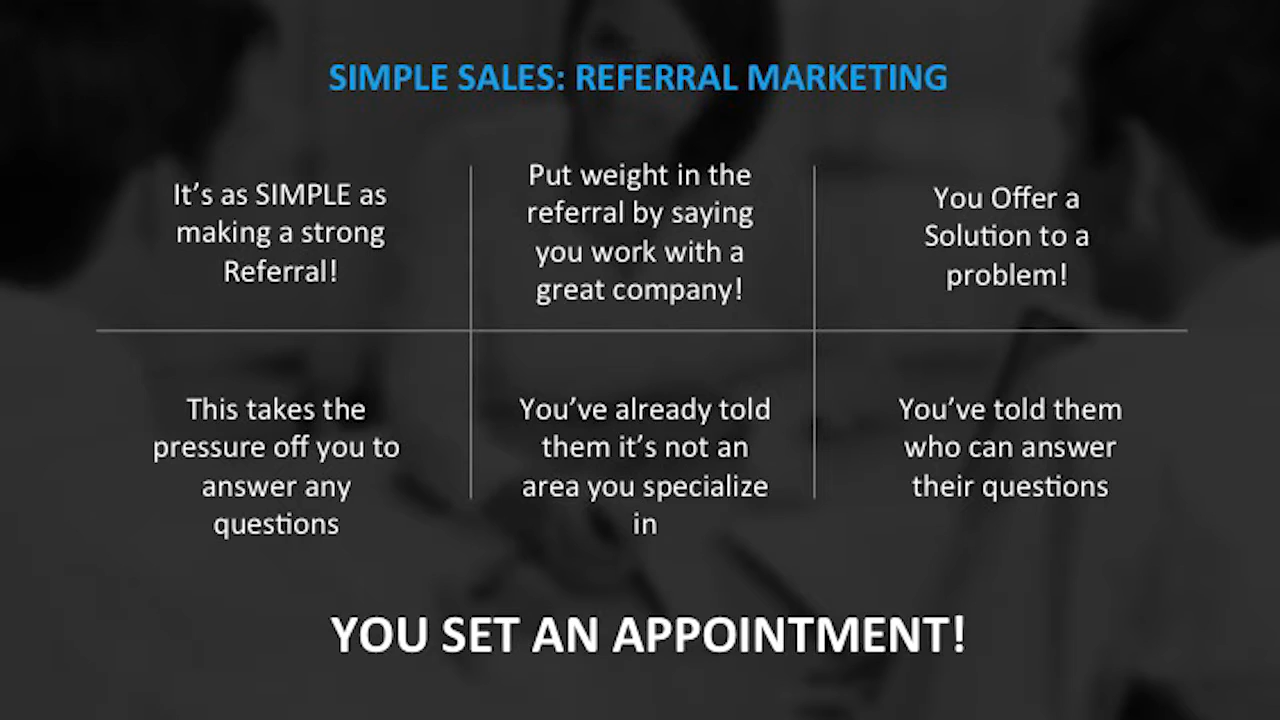 SIMPLE SALES: REFERRAL MARKETING
It’s as SIMPLE as
making a strong
Referral!
Put weight in the
referral by saying
you work with a
great company!
You Offer a
Solution to a
problem!
This takes the
pressure off you to
answer any
questions
You’ve already told
them it’s not an
area you specialize
in
You’ve told them
who can answer
their questions
YOU SET AN APPOINTMENT!